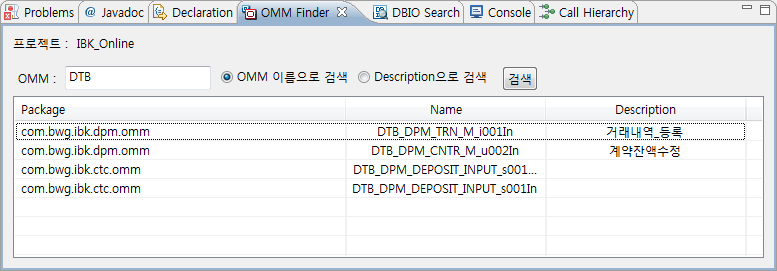 Problems @ Javadoc Declaration OMM Finder DBIO Search Console Call Hierarchy
프로젝트 : IBK_Online
OMM : DTB OMM 이름으로 검색 Description으로 검색 검색
Package Name Description
com.bwg.ibk.dpm.omm DTB_DPM_TRN_M_i001In 거래내역_등록
com.bwg.ibk.dpm.omm DTB_DPM_CNTR_M_u002In 계약잔액수정
com.bwg.ibk.ctc.omm DTB_DPM_DEPOSIT_INPUT_s001...
com.bwg.ibk.ctc.omm DTB_DPM_DEPOSIT_INPUT_s001In